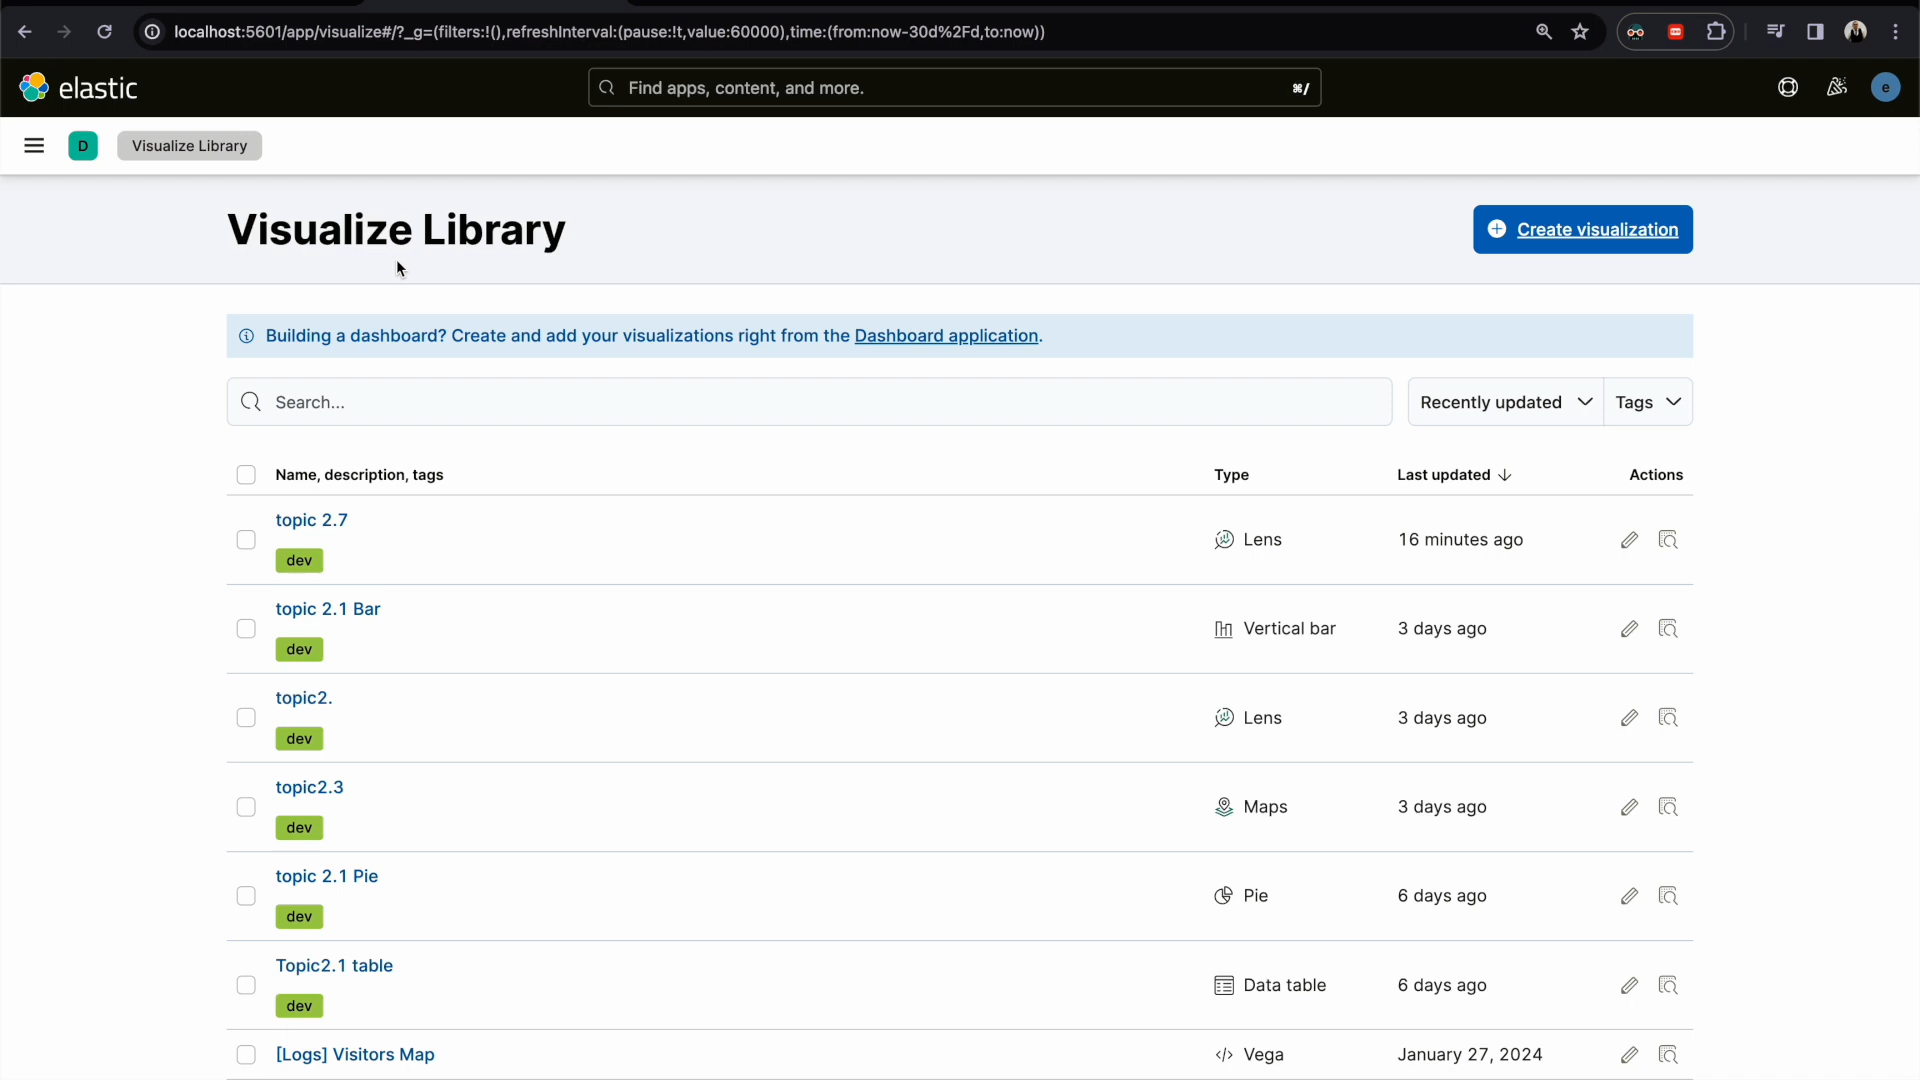 localhost:5601/app/visualize#/?_g=(filters:!(),refreshInterval:(pause:!t,value:60000),time:(from:now-30d%2Fd,to:now))
elastic
Find apps, content, and more.
⌘/
e
D
Visualize Library
Visualize Library
Create visualization
Building a dashboard? Create and add your visualizations right from the Dashboard application.
Search...
Recently updated
Tags
Name, description, tags
Type
Last updated
Actions
topic 2.7
dev
Lens
16 minutes ago
topic 2.1 Bar
dev
Vertical bar
3 days ago
topic2.
dev
Lens
3 days ago
topic2.3
dev
Maps
3 days ago
topic 2.1 Pie
dev
Pie
6 days ago
Topic2.1 table
dev
Data table
6 days ago
[Logs] Visitors Map
Vega
January 27, 2024